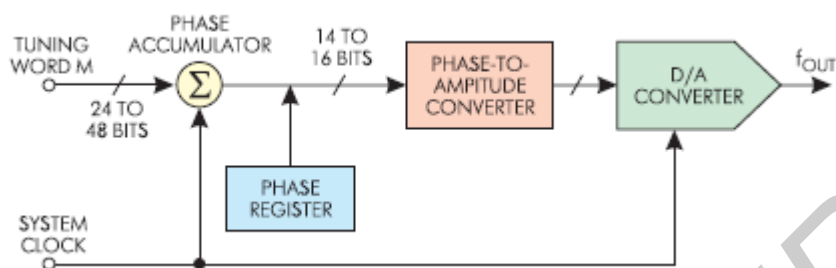 PHASE
ACCUMULATOR
TUNING
WORD M
24 TO
48 BITS
Σ
14 TO
16 BITS
PHASE-TO-
AMPITUDE
CONVERTER
D/A
CONVERTER
fOUT
PHASE
REGISTER
SYSTEM
CLOCK